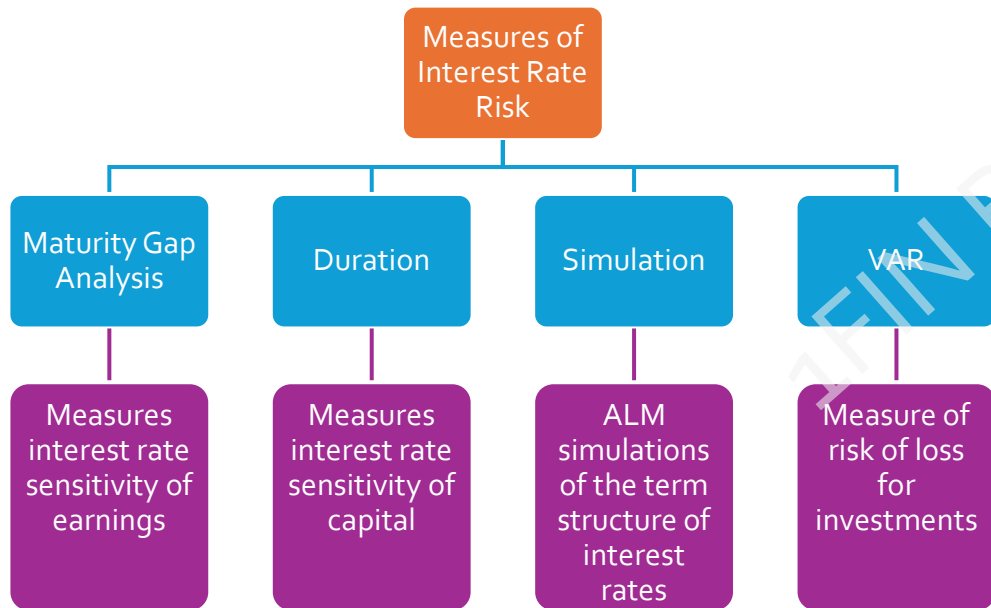 Measures of
Interest Rate
Risk
Maturity Gap
Analysis
Duration
Simulation
VAR
Measures
interest rate
sensitivity of
earnings
Measures
interest rate
sensitivity of
capital
ALM
simulations
of the term
structure of
interest
rates
Measure of
risk of loss
for
investments
1FIN